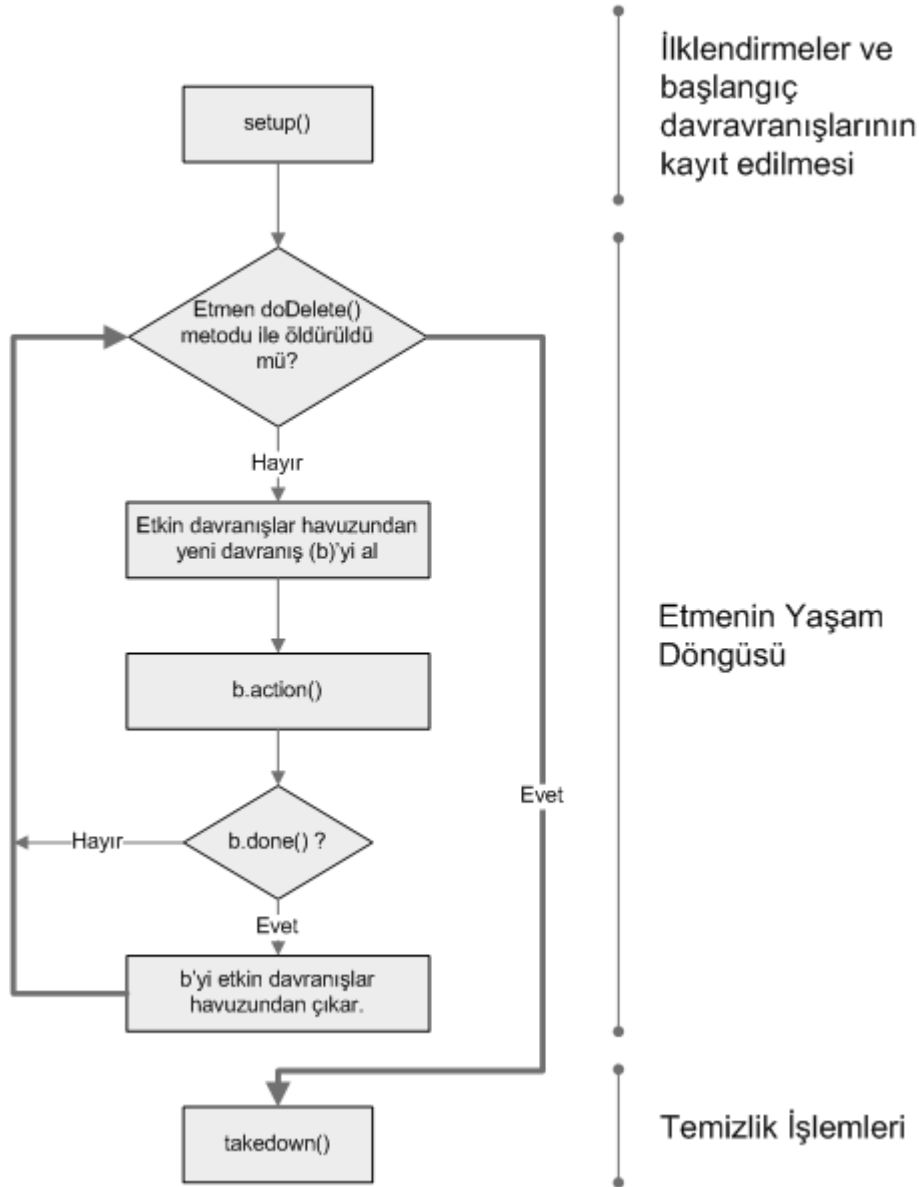 İlklendirmeler ve
başlangıç
davravranışlarının
kayıt edilmesi
setup()
Etmen doDelete()
metodu ile öldürüldü
mü?
Hayır
Etkin davranışlar havuzundan
yeni davranış (b)'yi al
b.action()
Etmenin Yaşam
Döngüsü
Evet
b.done() ?
Hayır
Evet
b'yi etkin davranışlar
havuzundan çıkar.
takedown()
Temizlik İşlemleri